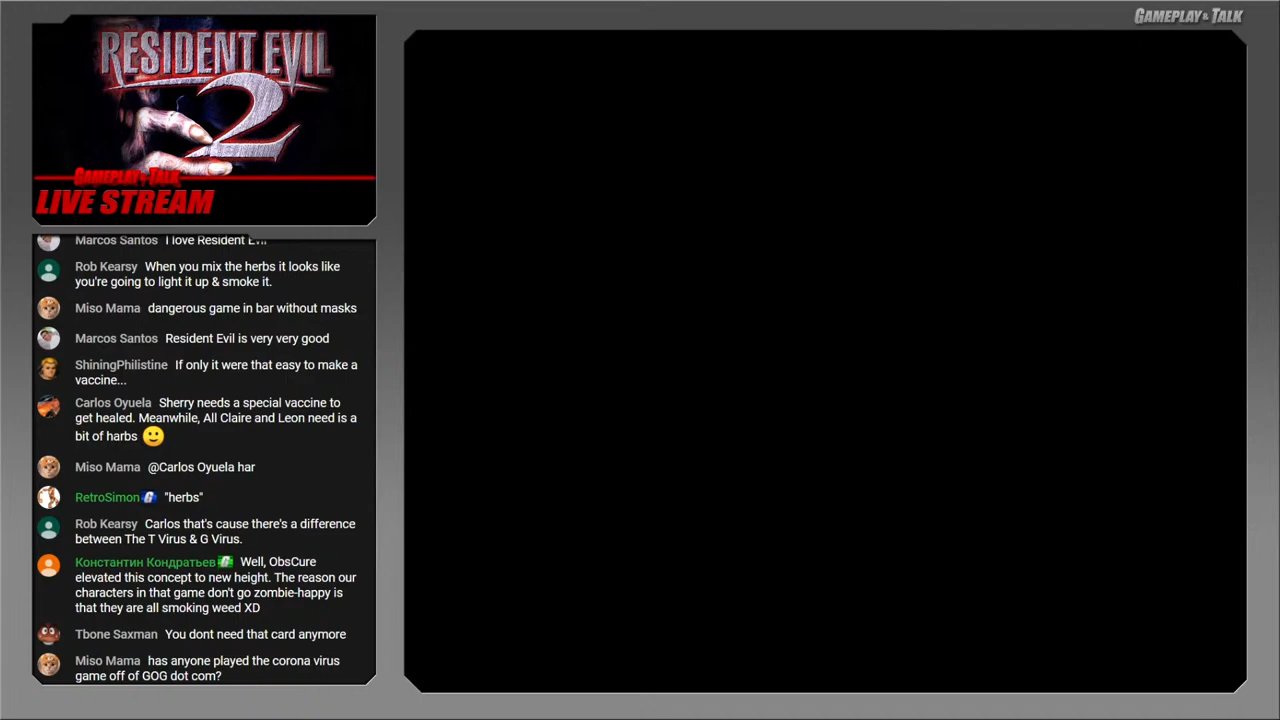 GAMEPLAY & TALK
RESIDENT EVIL
2
GAMEPLAY & TALK
LIVE STREAM
Marcos Santos I love Resident Evil
Rob Kearsy When you mix the herbs it looks like
you're going to light it up & smoke it.
Miso Mama dangerous game in bar without masks
Marcos Santos Resident Evil is very very good
ShiningPhilistine If only it were that easy to make a
vaccine...
Carlos Oyuela Sherry needs a special vaccine to
get healed. Meanwhile, All Claire and Leon need is a
bit of harbs 🙂
Miso Mama @Carlos Oyuela har
RetroSimon "herbs"
Rob Kearsy Carlos that's cause there's a difference
between The T Virus & G Virus.
Константин Кондратьев Well, ObsCure
elevated this concept to new height. The reason our
characters in that game don't go zombie-happy is
that they are all smoking weed XD
Tbone Saxman You dont need that card anymore
Miso Mama has anyone played the corona virus
game off of GOG dot com?